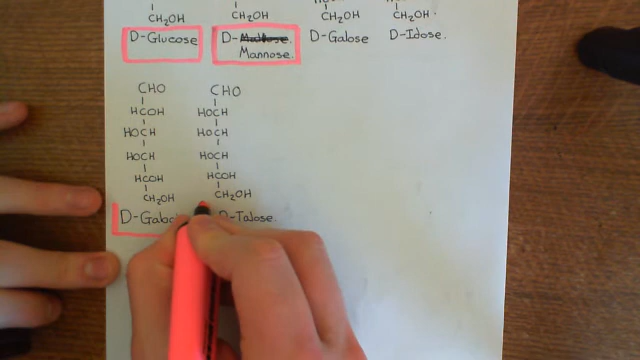 CH₂OH CH₂OH CH₂OH CH₂OH.
D-Glucose D-Maltose. D-Galose D-Idose.
Mannose.
CHO CHO
HCOH HOCH
HOCH HOCH
HOCH HOCH
HCOH HCOH
CH₂OH CH₂OH
D-Talose.